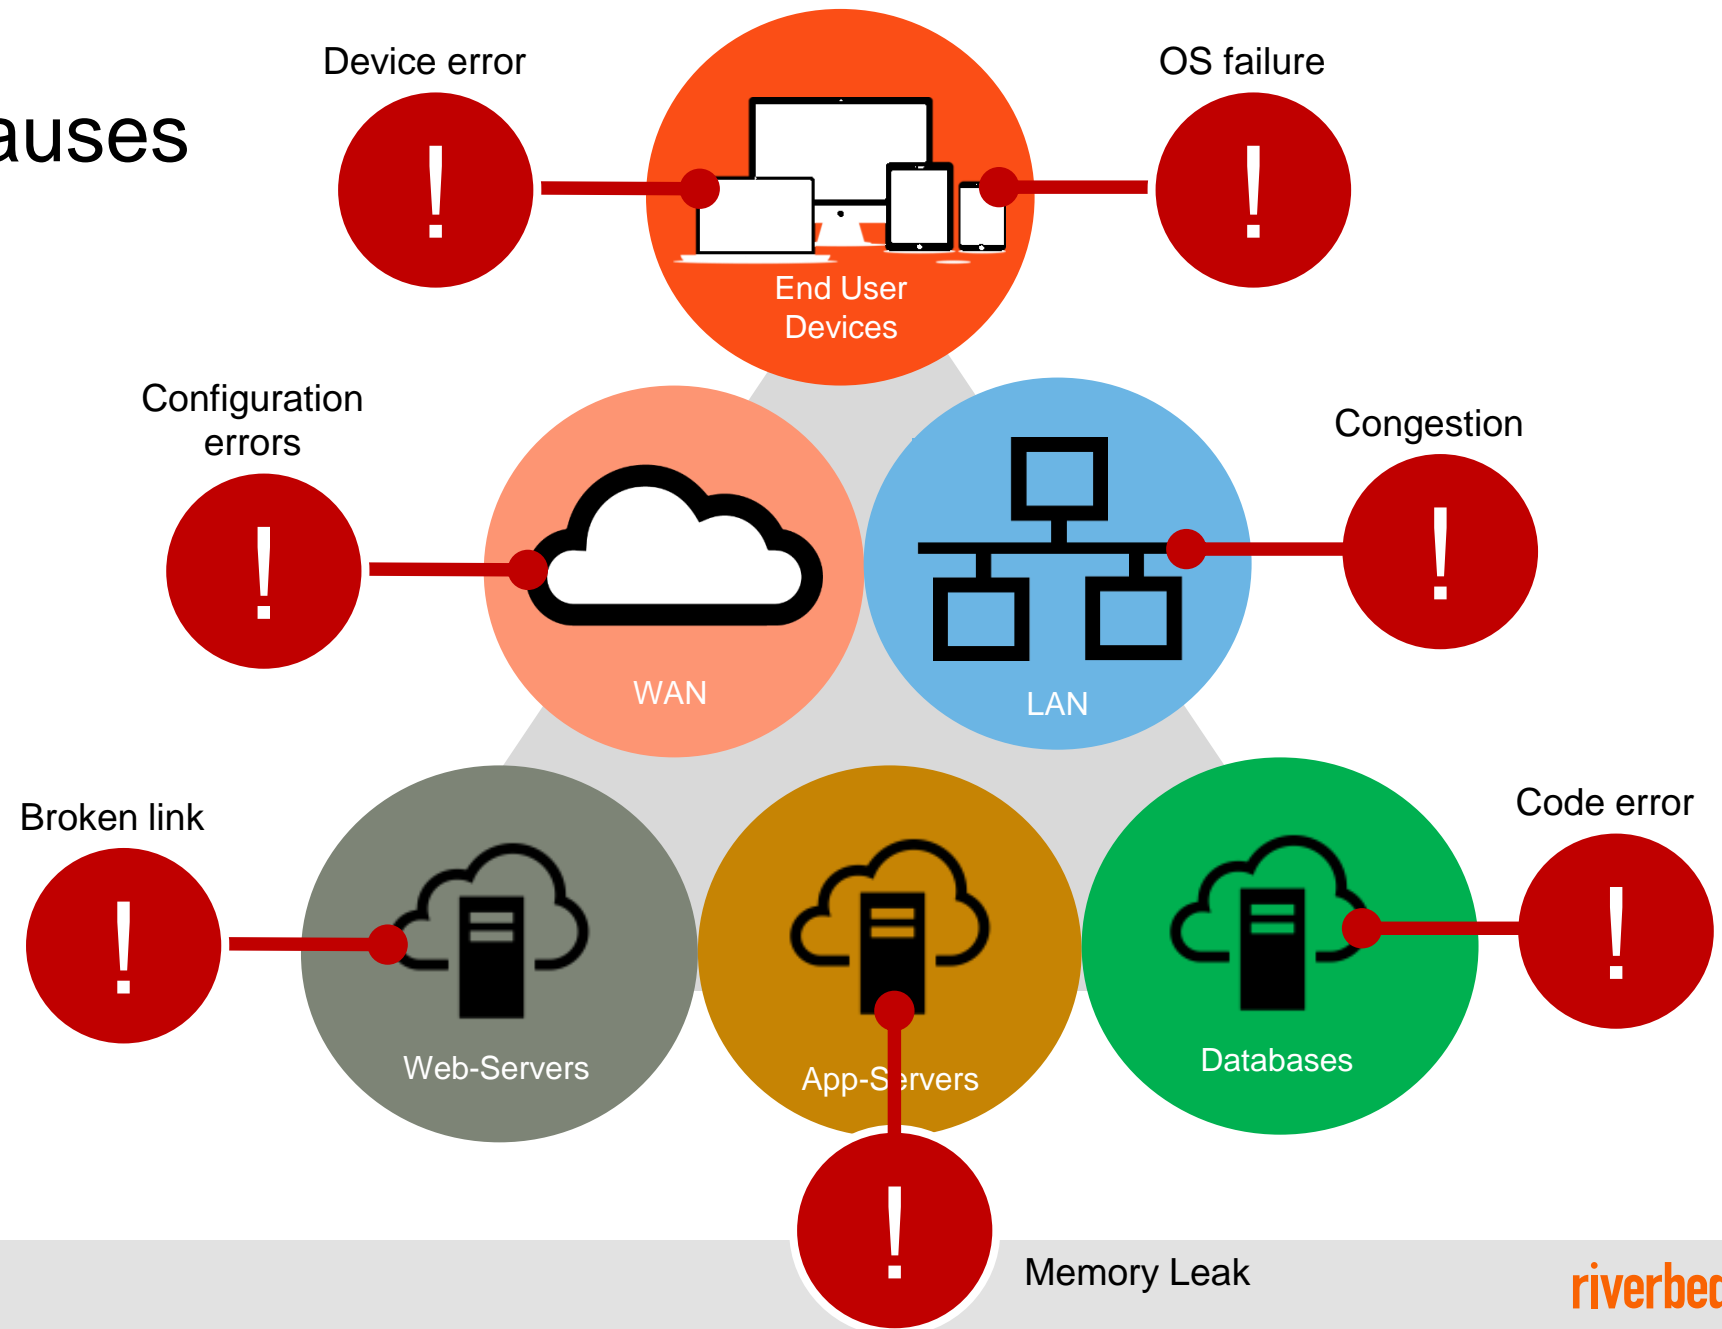 Device error
OS failure
auses
End User
Devices
Configuration
errors
Congestion
WAN
LAN
Broken link
Code error
Web-Servers
App-Servers
Databases
Memory Leak
riverbed